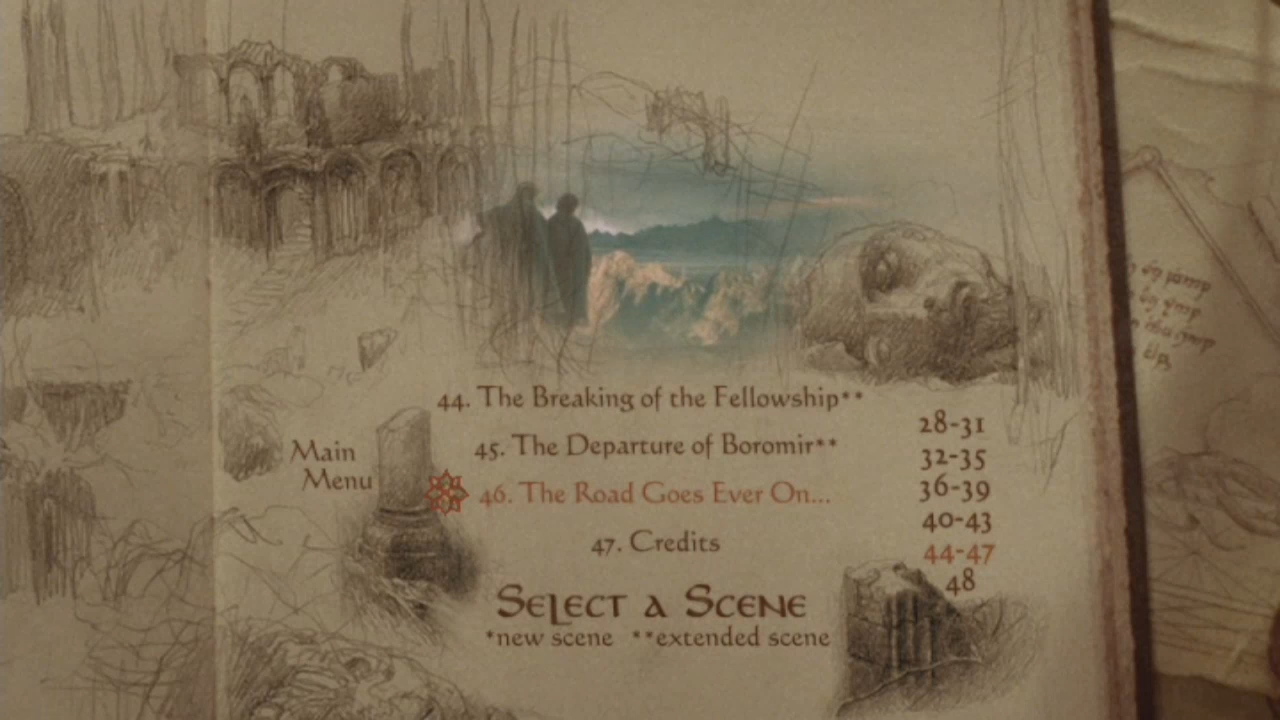 44. The Breaking of the Fellowship**
45. The Departure of Boromir**
46. The Road Goes Ever On...
47. Credits
Main
Menu
28-31
32-35
36-39
40-43
44-47
48
Select a Scene
*new scene **extended scene